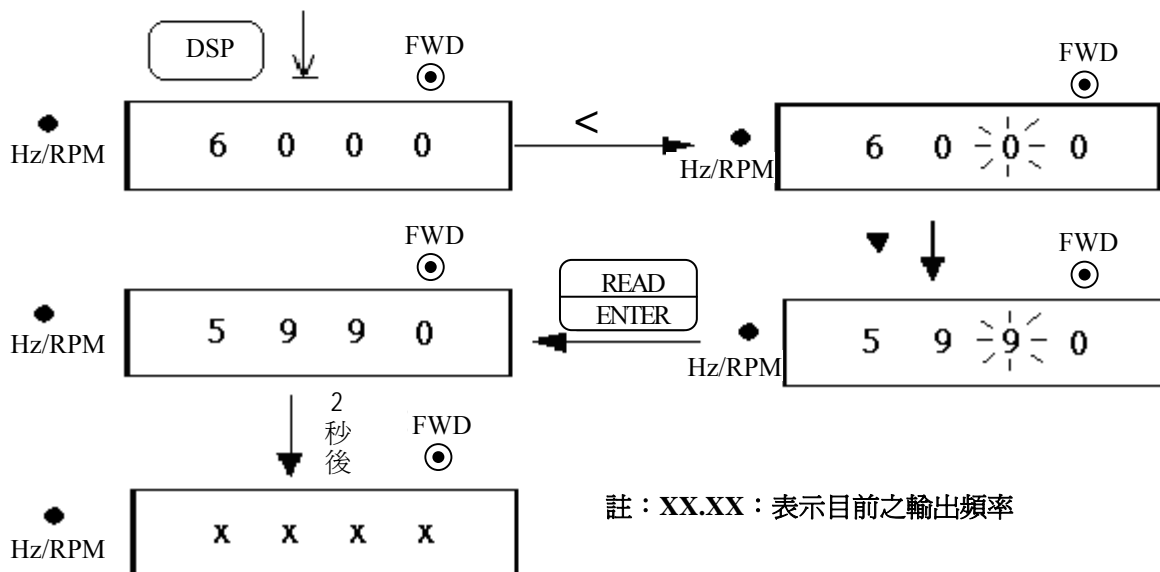 DSP
FWD
Hz/RPM
6 0 0 0
<
FWD
Hz/RPM
6 0 0 0
FWD
Hz/RPM
5 9 9 0
READ
ENTER
FWD
Hz/RPM
5 9 9 0
2
秒
後
FWD
Hz/RPM
x x x x
註：XX.XX：表示目前之輸出頻率